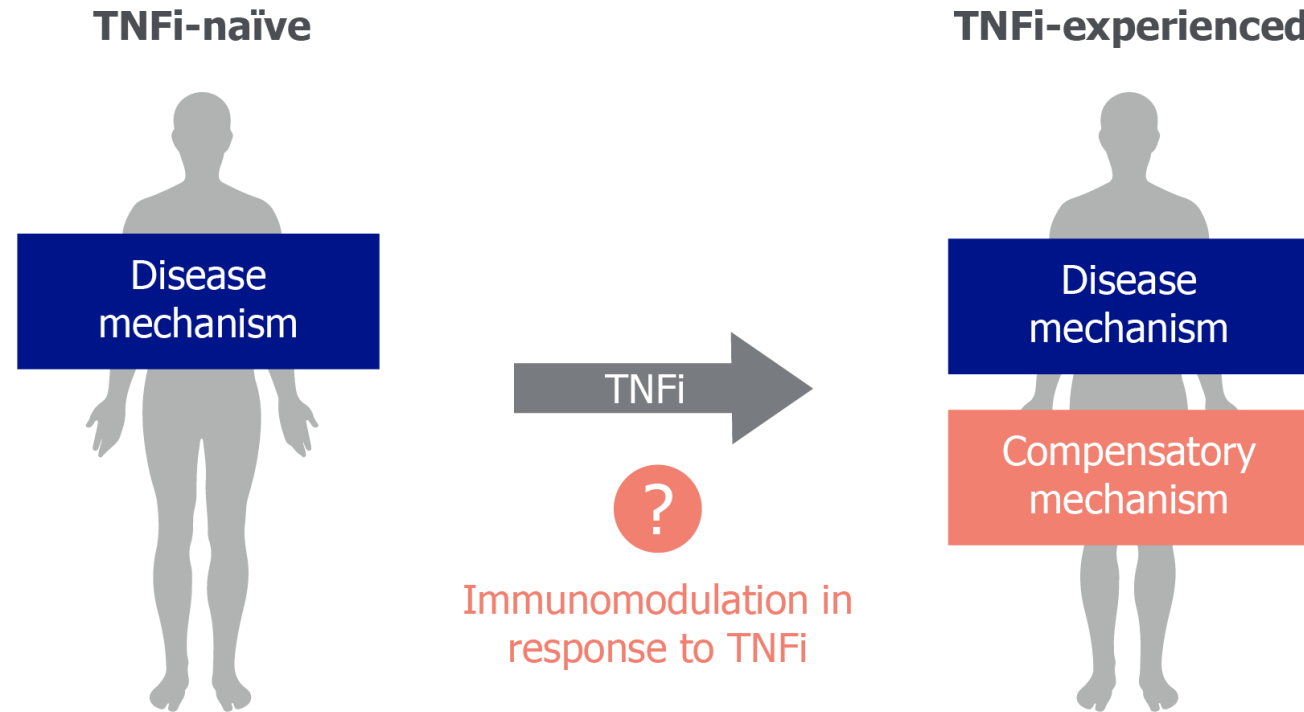 TNFi-naïve
TNFi-experienced
Disease
mechanism
TNFi
?
Immunomodulation in
response to TNFi
Disease
mechanism
Compensatory
mechanism